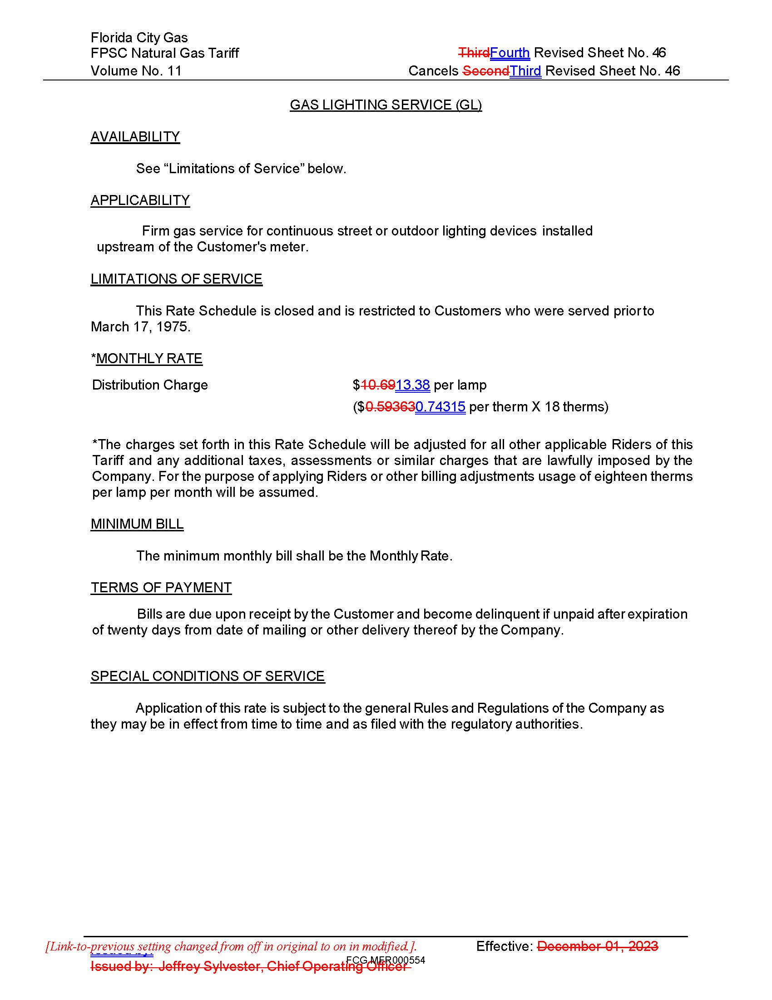 Florida City Gas
FPSC Natural Gas Tariff ThirdFourth Revised Sheet No. 46
Volume No. 11 Cancels SecondThird Revised Sheet No. 46
GAS LIGHTING SERVICE (GL)
AVAILABILITY
See “Limitations of Service” below.
APPLICABILITY
Firm gas service for continuous street or outdoor lighting devices installed
upstream of the Customer's meter.
LIMITATIONS OF SERVICE
This Rate Schedule is closed and is restricted to Customers who were served prior to
March 17, 1975.
*MONTHLY RATE
Distribution Charge $10.6913.38 per lamp
($0.593630.74315 per therm X 18 therms)
*The charges set forth in this Rate Schedule will be adjusted for all other applicable Riders of this
Tariff and any additional taxes, assessments or similar charges that are lawfully imposed by the
Company. For the purpose of applying Riders or other billing adjustments usage of eighteen therms
per lamp per month will be assumed.
MINIMUM BILL
The minimum monthly bill shall be the Monthly Rate.
TERMS OF PAYMENT
Bills are due upon receipt by the Customer and become delinquent if unpaid after expiration
of twenty days from date of mailing or other delivery thereof by the Company.
SPECIAL CONDITIONS OF SERVICE
Application of this rate is subject to the general Rules and Regulations of the Company as
they may be in effect from time to time and as filed with the regulatory authorities.
[Link-to-previous setting changed from off in original to on in modified.]. Effective: December 01, 2023
FCG MFR000554
Issued by: Jeffrey Sylvester, Chief Operating Officer